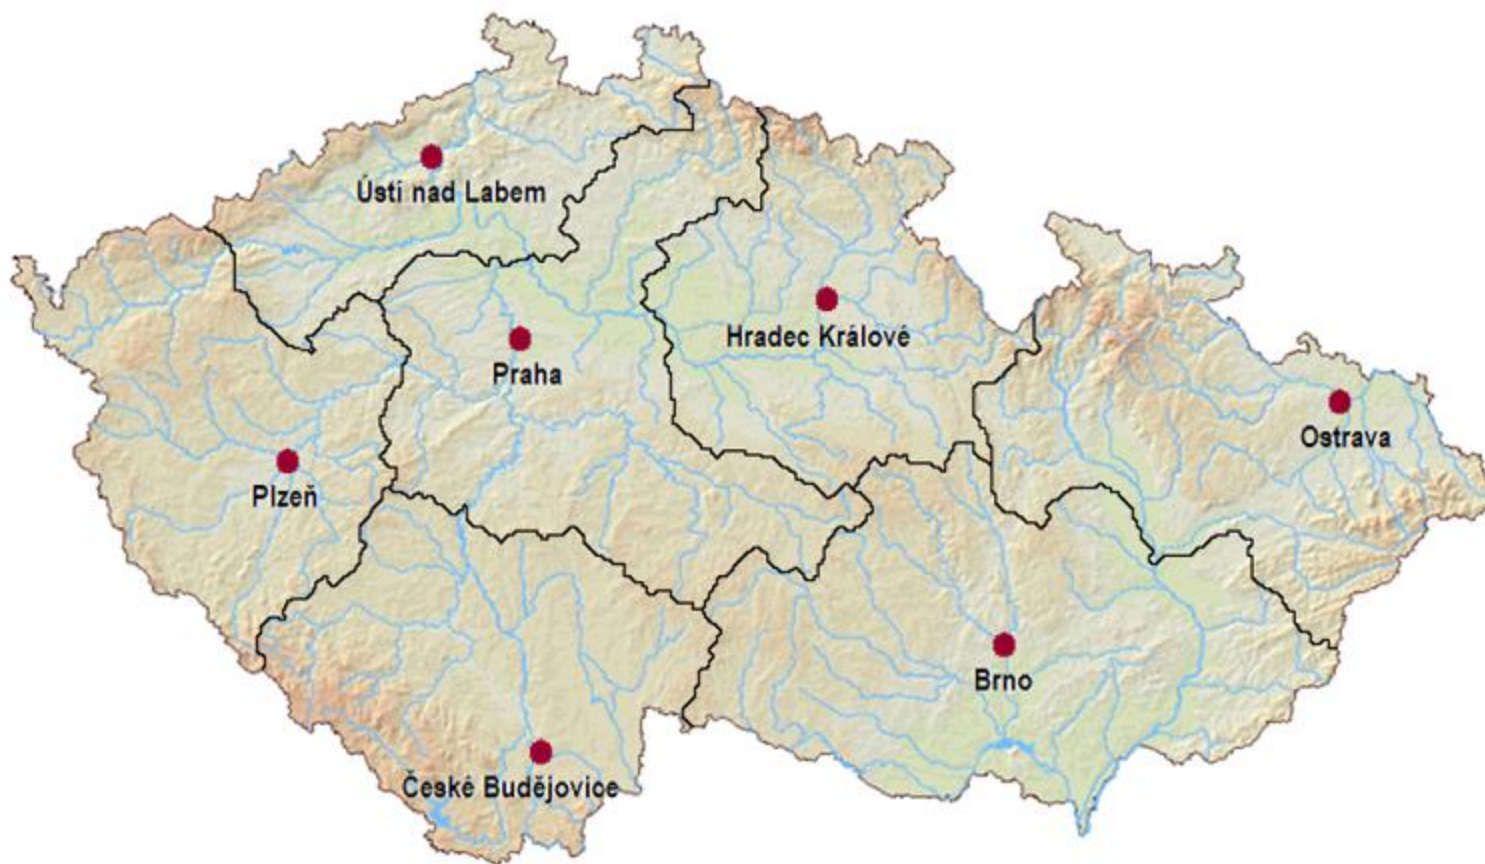 Ústí nad Labem
Hradec Králové
Praha
Ostrava
Plzeň
Brno
České Budějovice